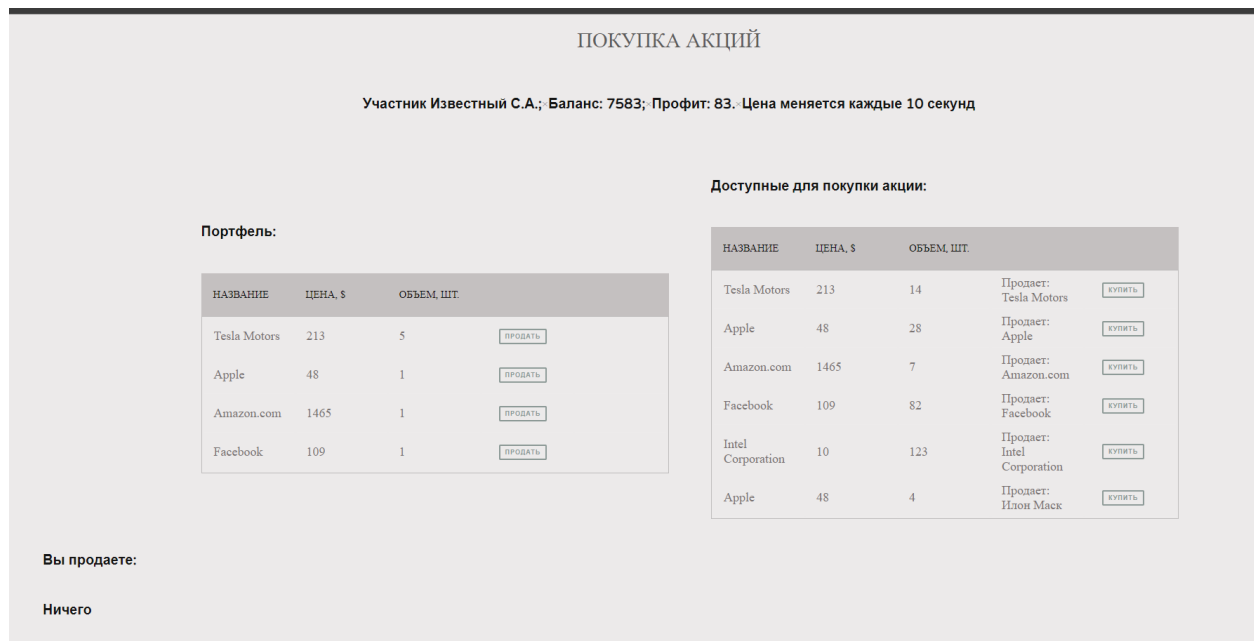 ПОКУПКА АКЦИЙ
Участник Известный С.А.; Баланс: 7583; Профит: 83. Цена меняется каждые 10 секунд
Портфель:
НАЗВАНИЕ ЦЕНА, $ ОБЪЕМ, ШТ.
Tesla Motors 213 5 ПРОДАТЬ
Apple 48 1 ПРОДАТЬ
Amazon.com 1465 1 ПРОДАТЬ
Facebook 109 1 ПРОДАТЬ
Доступные для покупки акции:
НАЗВАНИЕ ЦЕНА, $ ОБЪЕМ, ШТ.
Tesla Motors 213 14 Продает: Tesla Motors КУПИТЬ
Apple 48 28 Продает: Apple КУПИТЬ
Amazon.com 1465 7 Продает: Amazon.com КУПИТЬ
Facebook 109 82 Продает: Facebook КУПИТЬ
Intel Corporation 10 123 Продает: Intel Corporation КУПИТЬ
Apple 48 4 Продает: Илон Маск КУПИТЬ
Вы продаете:
Ничего